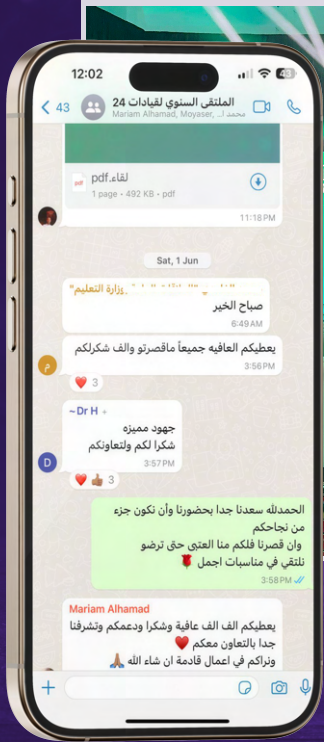 12:02
43
الملتقى السنوي لقيادات 24
Mariam Alhamad, Moyaser, محمد ا...
لقاء.pdf
pdf
1 page • 492 KB • pdf
11:18 PM
Sat, 1 Jun
وزارة التعليم"
صباح الخير
6:49 AM
م
يعطيكم العافيه جميعاً ماقصرتو والف شكرلكم
3:56 PM
3
~Dr H
جهود مميزه
شكرا لكم ولتعاونكم
3:57 PM
D
3
الحمدلله سعدنا جدا بحضورنا وأن نكون جزء
من نجاحكم
وان قصرنا فلكم منا العتبى حتى ترضو
نلتقي في مناسبات اجمل
3:58 PM
Mariam Alhamad
يعطيكم الف الف عافية وشكرا ودعمكم وتشرفنا
جدا بالتعاون معكم
ونراكم في اعمال قادمة ان شاء الله